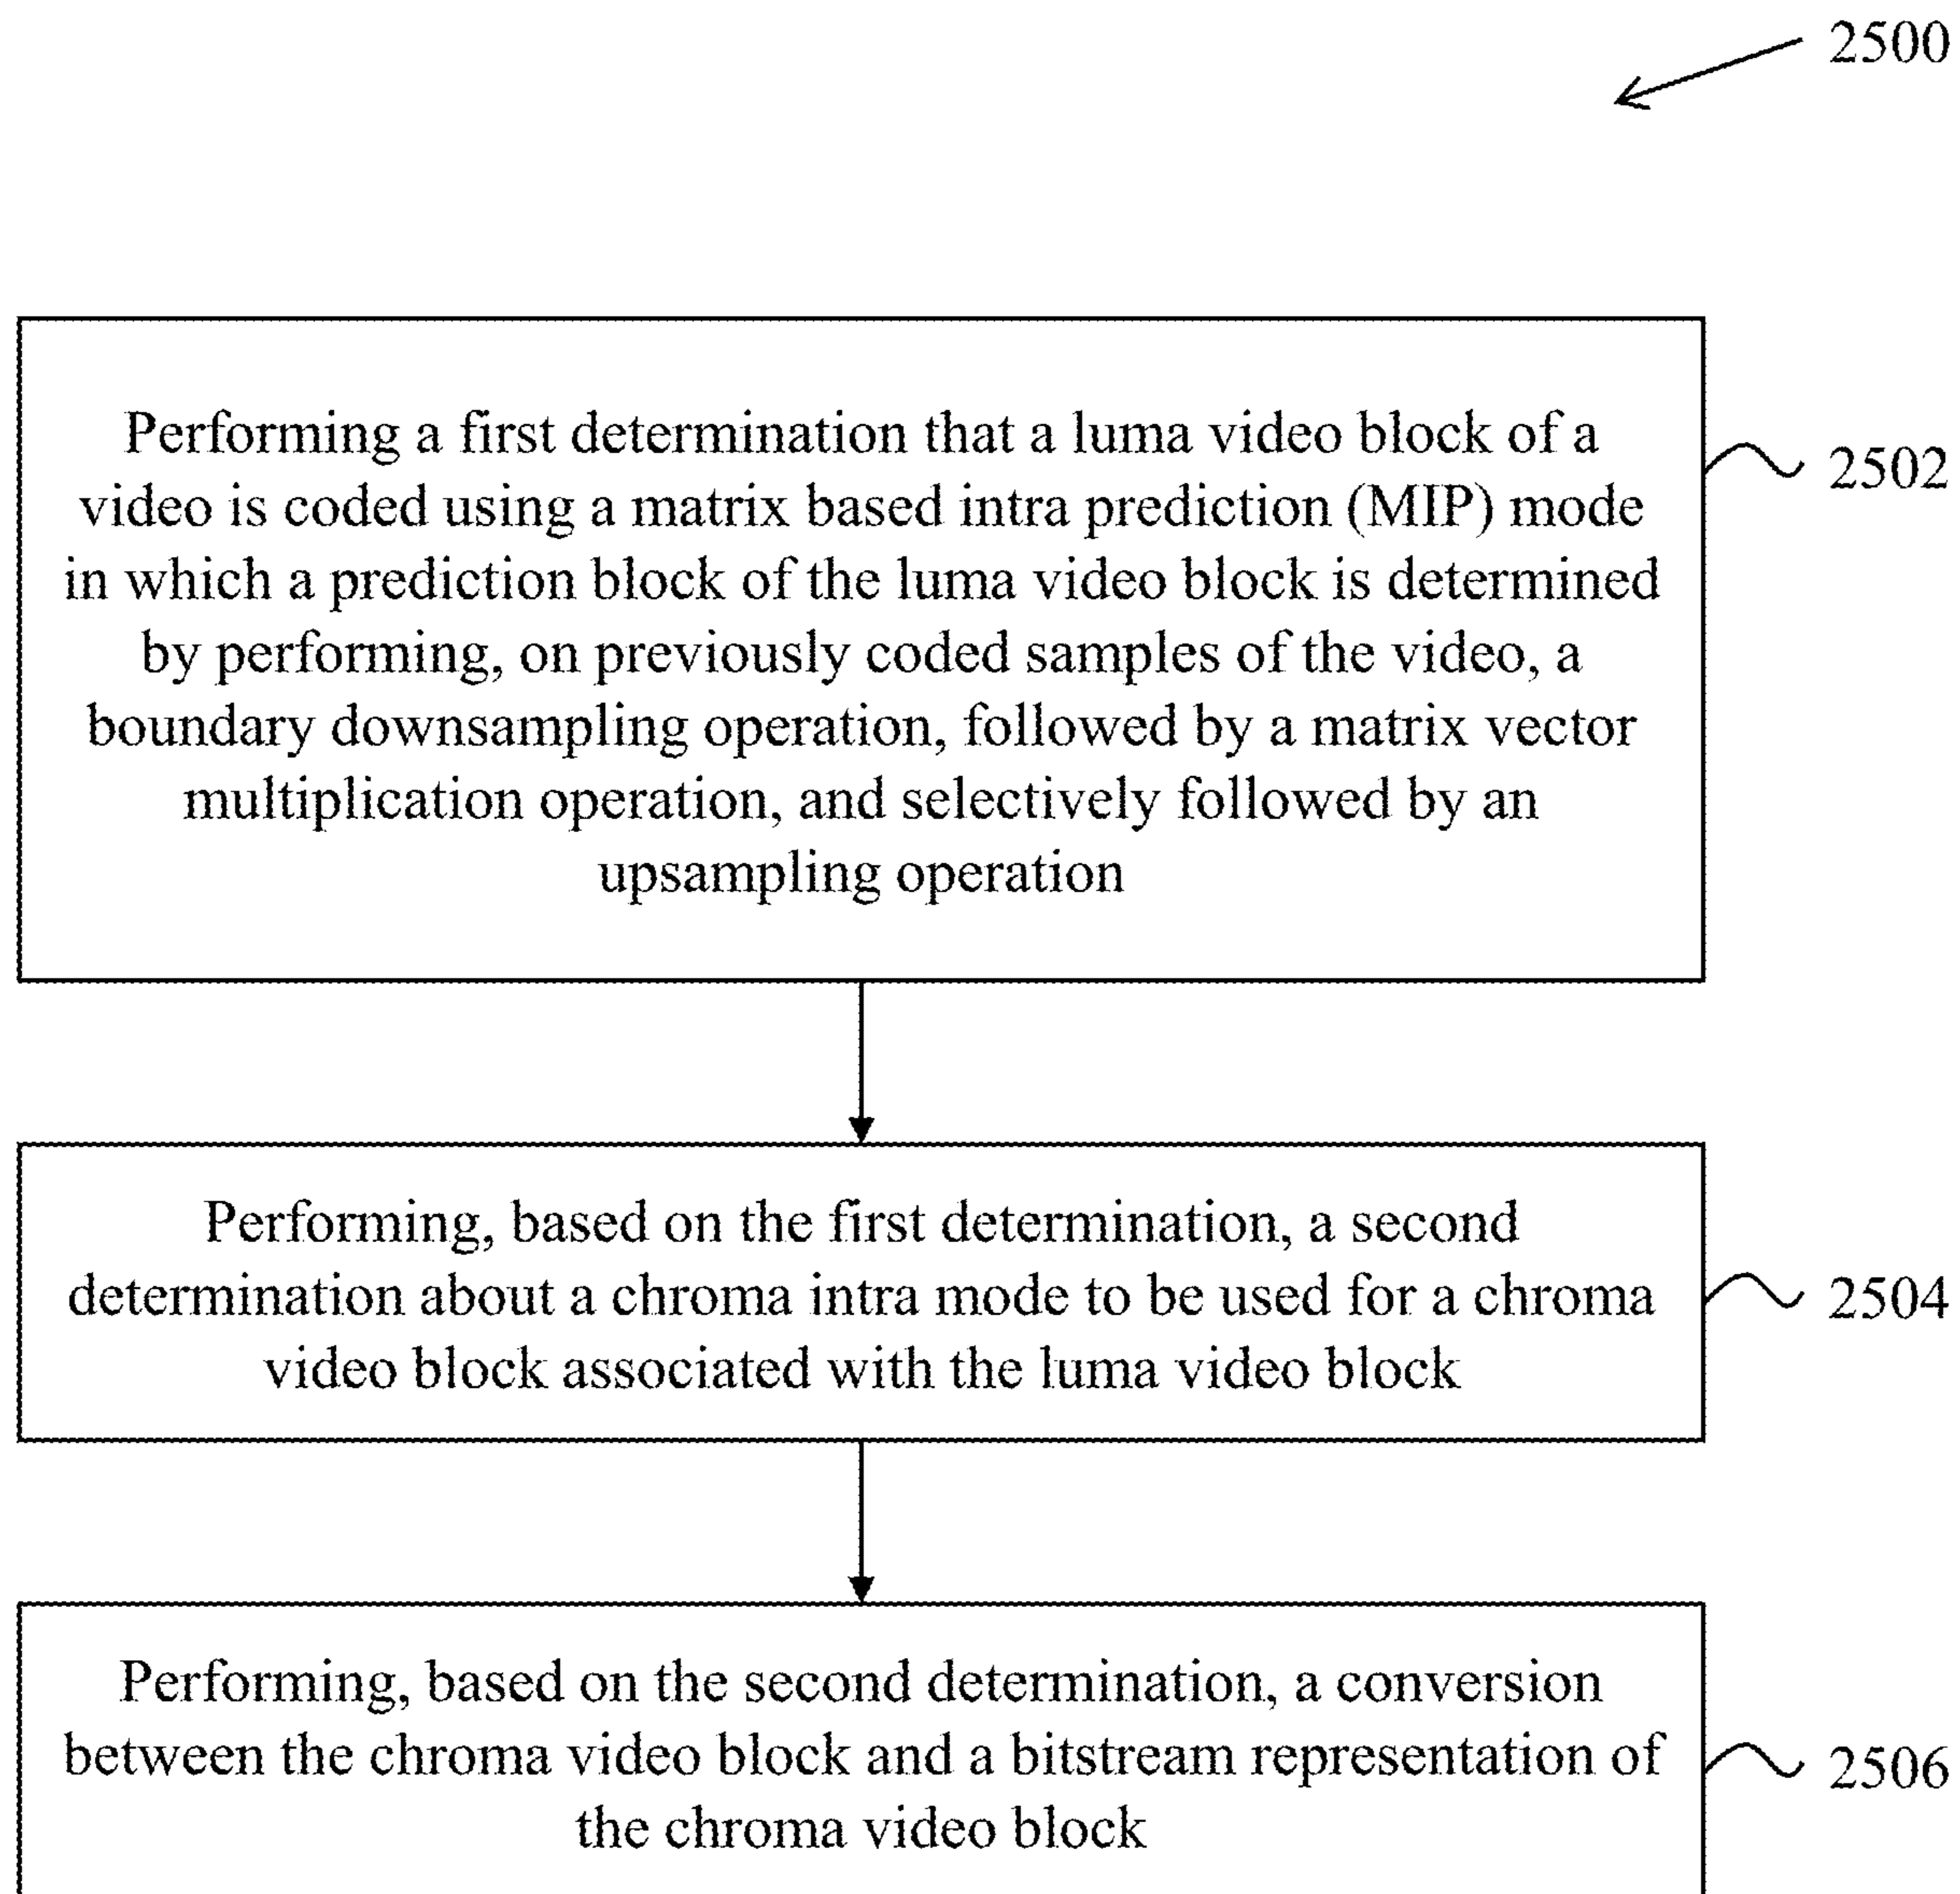 2500
Performing a first determination that a luma video block of a
video is coded using a matrix based intra prediction (MIP) mode
in which a prediction block of the luma video block is determined
by performing, on previously coded samples of the video, a
boundary downsampling operation, followed by a matrix vector
multiplication operation, and selectively followed by an
upsampling operation
2502
Performing, based on the first determination, a second
determination about a chroma intra mode to be used for a chroma
video block associated with the luma video block
2504
Performing, based on the second determination, a conversion
between the chroma video block and a bitstream representation of
the chroma video block
2506